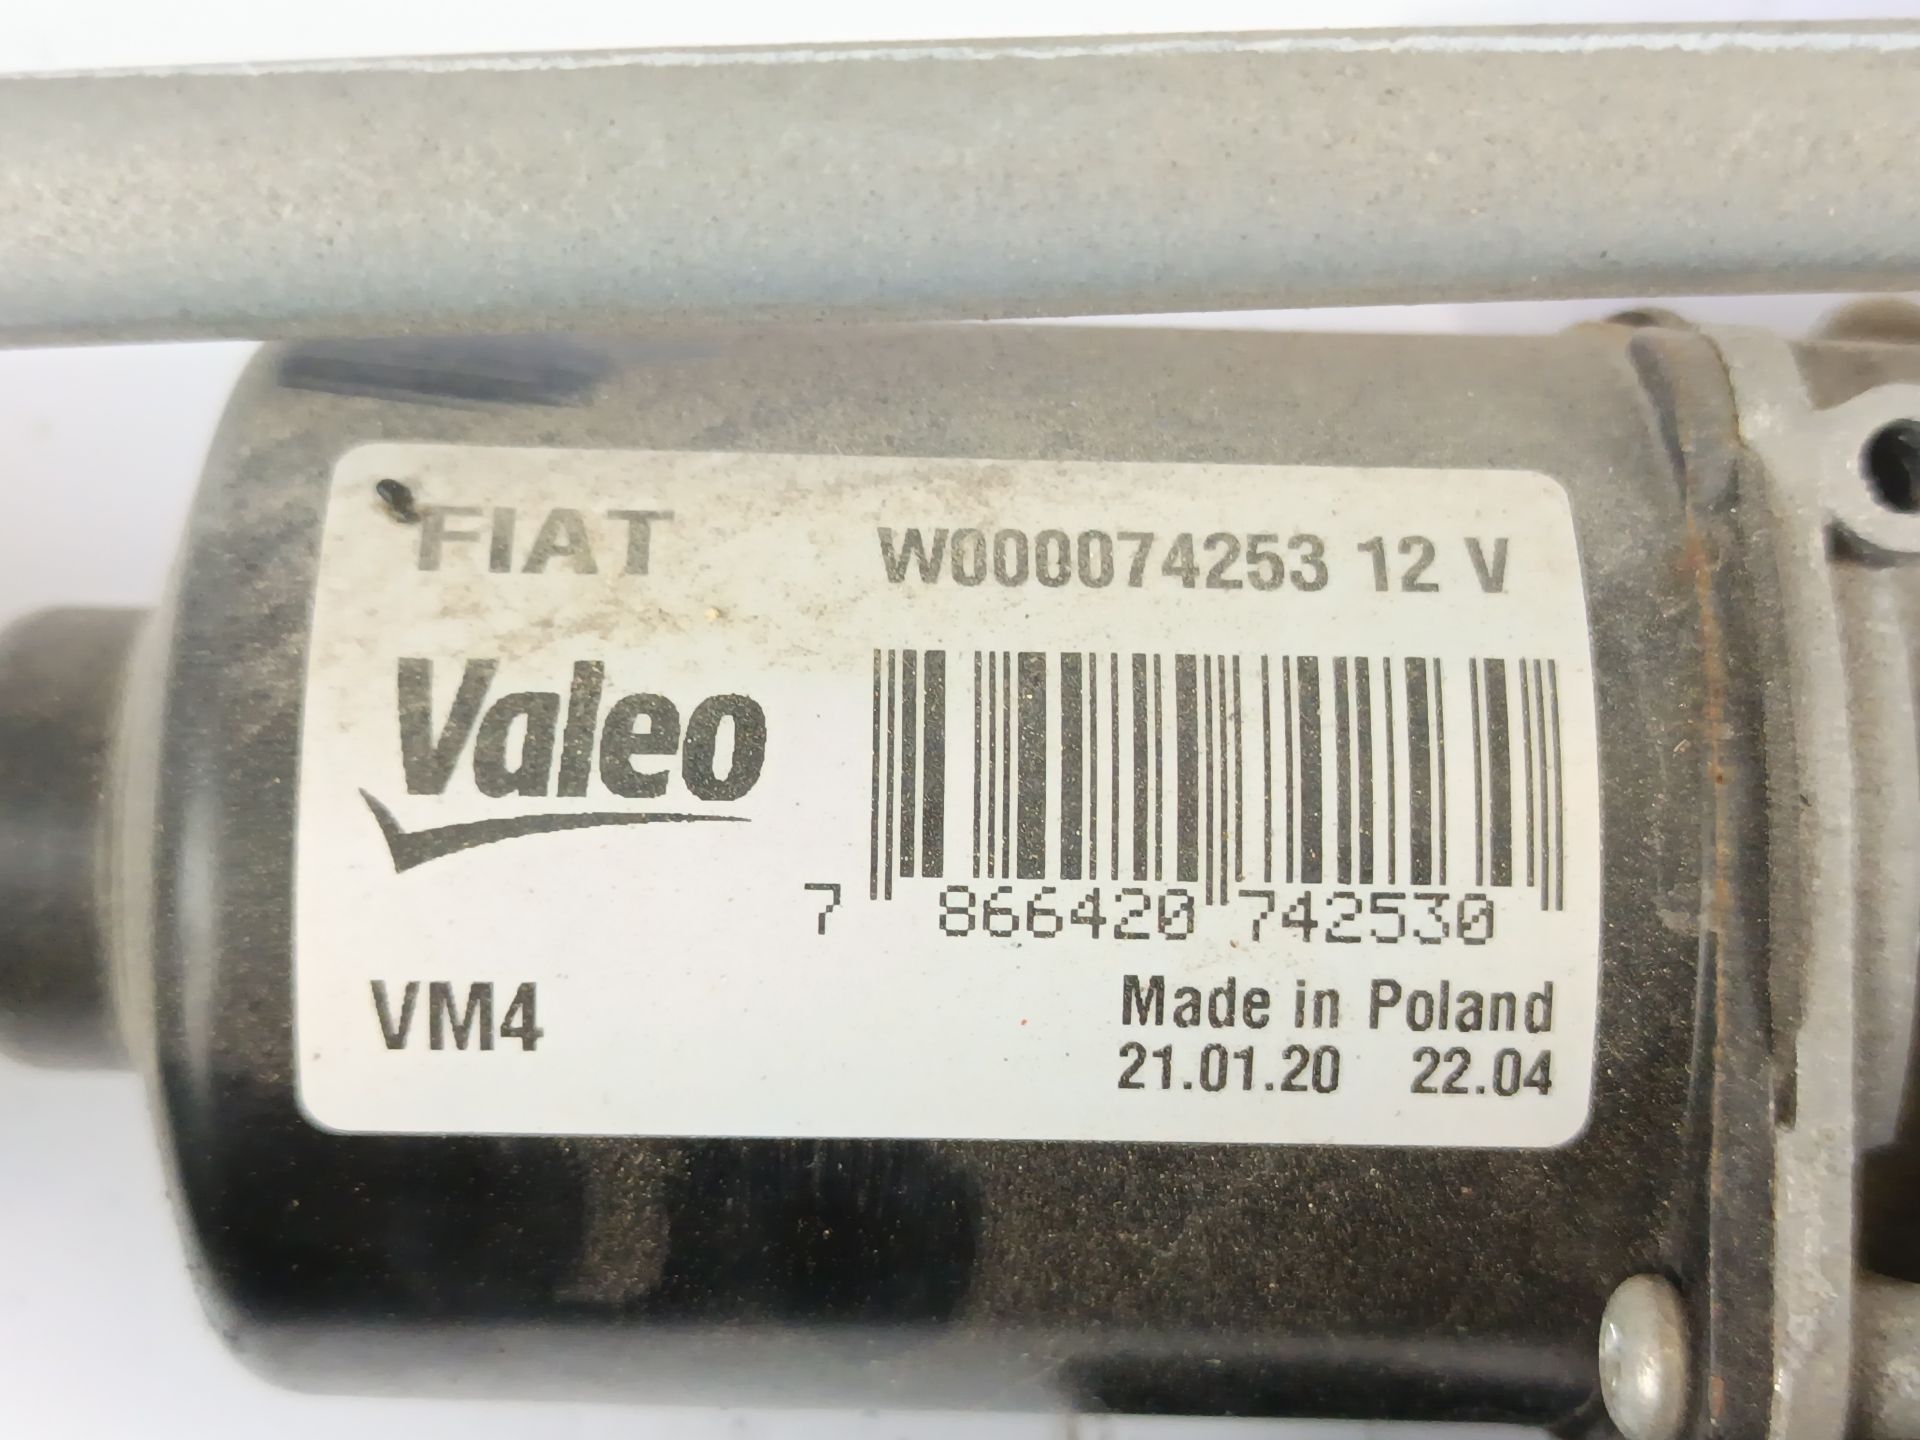 FIAT W000074253 12 V
Valeo
7 866420 742530
VM4
Made in Poland
21.01.20 22.04